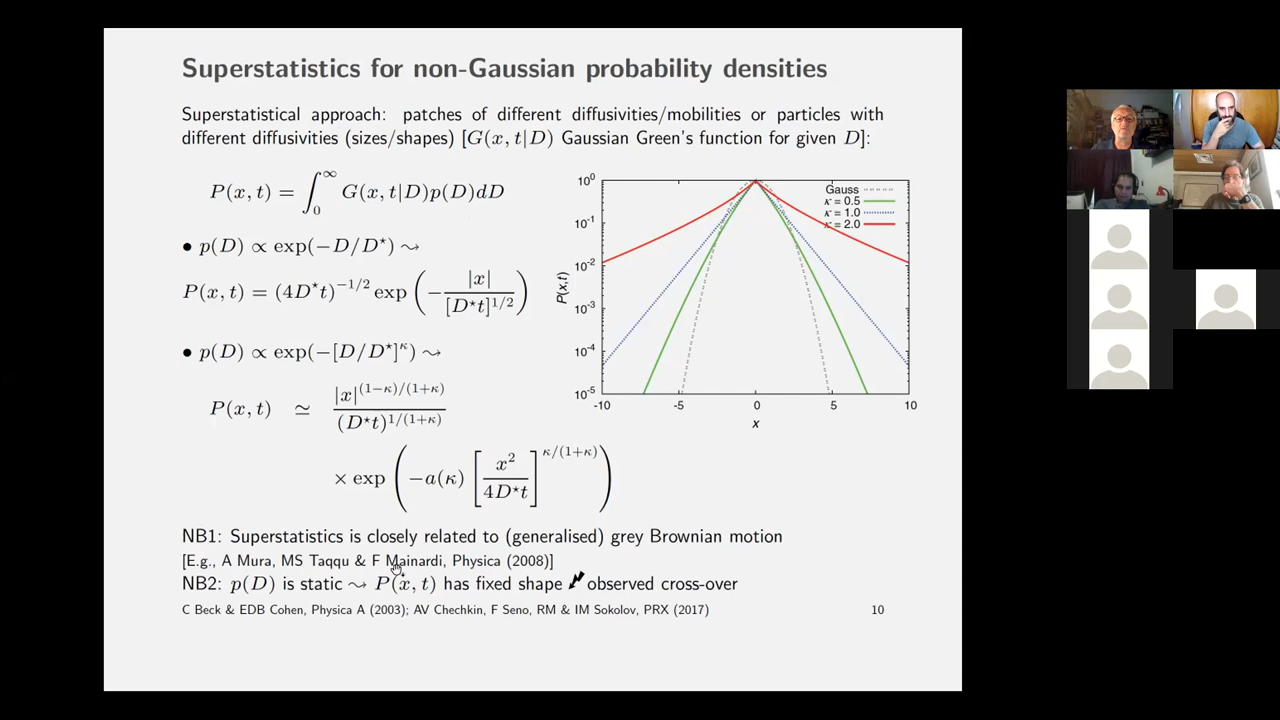 Superstatistics for non-Gaussian probability densities
Superstatistical approach: patches of different diffusivities/mobilities or particles with
different diffusivities (sizes/shapes) [G(x, t|D) Gaussian Green's function for given D]:
P(x, t) = ∫₀^∞ G(x, t|D)p(D)dD
• p(D) ∝ exp(−D/D⋆) ⤳
P(x, t) = (4D⋆t)^{−1/2} exp(−|x|/[D⋆t]^{1/2})
• p(D) ∝ exp(−[D/D⋆]^κ) ⤳
P(x, t) ≃ |x|^{(1−κ)/(1+κ)}/(D⋆t)^{1/(1+κ)}
× exp(−a(κ) [x²/4D⋆t]^{κ/(1+κ)})
Gauss
κ = 0.5
κ = 1.0
κ = 2.0
10⁰
10⁻¹
10⁻²
10⁻³
10⁻⁴
10⁻⁵
P(x,t)
-10 -5 0 5 10
x
NB1: Superstatistics is closely related to (generalised) grey Brownian motion
[E.g., A Mura, MS Taqqu & F Mainardi, Physica (2008)]
NB2: p(D) is static ⤳ P(x, t) has fixed shape observed cross-over
C Beck & EDB Cohen, Physica A (2003); AV Chechkin, F Seno, RM & IM Sokolov, PRX (2017)
10